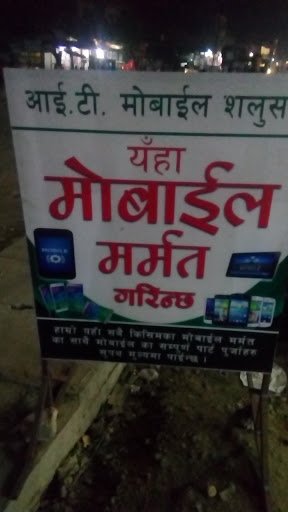 आई.टी. मोबाईल शलुस
यँहा
मोबाईल
मर्मत
गरिन्छ
हाम्रो यहाँ सबै किसिमका मोबाईल मर्मत
का साथै मोबाईल का सम्पुर्ण पार्ट पूर्जाहरु
सुपथ मुल्यमा पाईन्छ ।